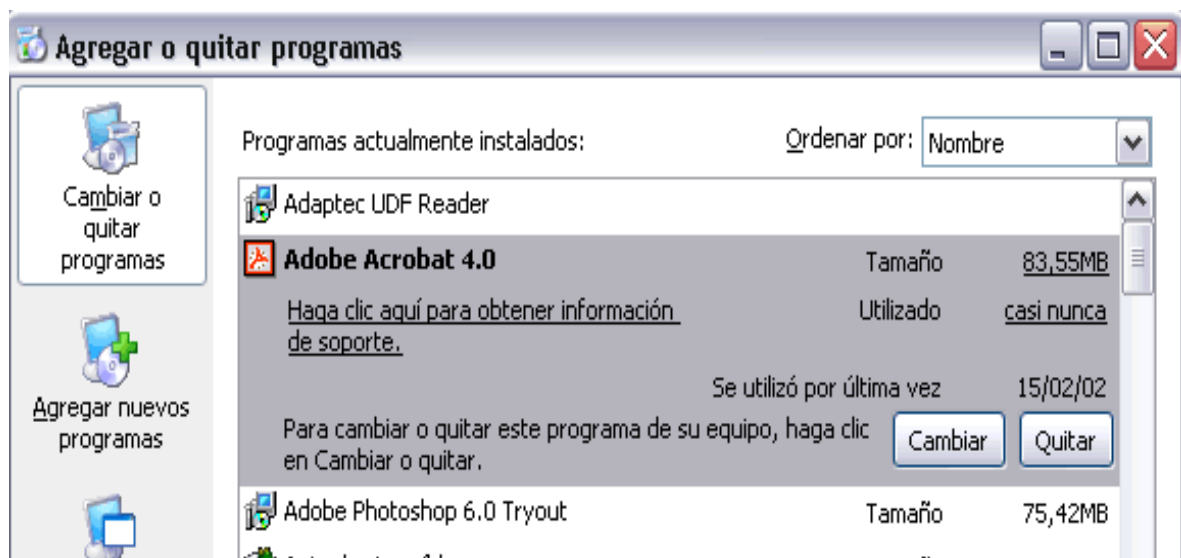 Agregar o quitar programas
Cambiar o
quitar
programas
Agregar nuevos
programas
Programas actualmente instalados:
Ordenar por: Nombre
Adaptec UDF Reader
Adobe Acrobat 4.0 Tamaño 83,55MB
Haga clic aquí para obtener información Utilizado casi nunca
de soporte.
Se utilizó por última vez 15/02/02
Para cambiar o quitar este programa de su equipo, haga clic
en Cambiar o quitar.
Cambiar Quitar
Adobe Photoshop 6.0 Tryout Tamaño 75,42MB